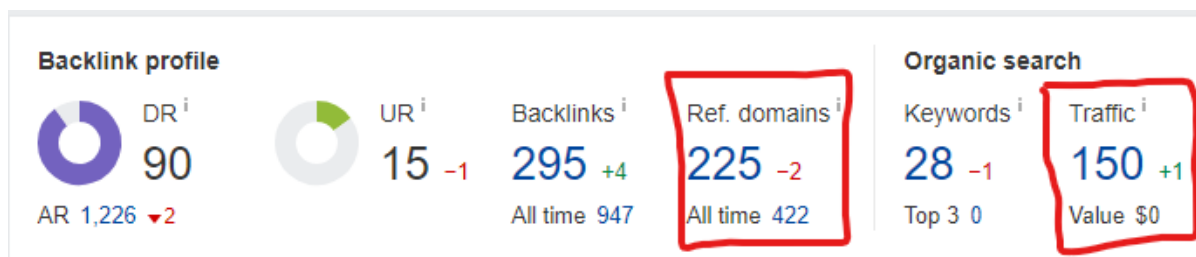 Backlink profile
DR i
90
AR 1,226 ▼2
UR i
15 −1
Backlinks i
295 +4
All time 947
Ref. domains i
225 −2
All time 422
Organic search
Keywords i
28 −1
Top 3 0
Traffic i
150 +1
Value $0